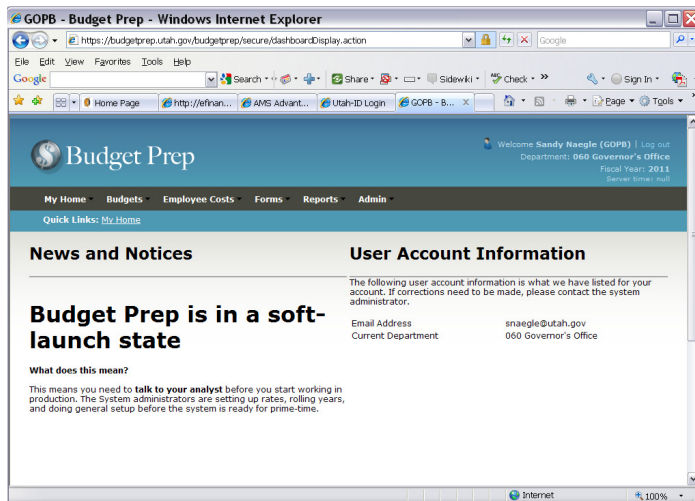 GOPB - Budget Prep - Windows Internet Explorer
https://budgetprep.utah.gov/budgetprep/secure/dashboardDisplay.action
Google
File Edit View Favorites Tools Help
Google Search Share Sidewiki Check » Sign In
Home Page http://efinan... AMS Advant... Utah-ID Login GOPB - B... X Page Tools »
Budget Prep
Welcome Sandy Naegle (GOPB) | Log out
Department: 060 Governor's Office
Fiscal Year: 2011
Server time: null
My Home Budgets Employee Costs Forms Reports Admin
Quick Links: My Home
News and Notices
Budget Prep is in a soft-
launch state
What does this mean?
This means you need to talk to your analyst before you start working in
production. The System administrators are setting up rates, rolling years,
and doing general setup before the system is ready for prime-time.
User Account Information
The following user account information is what we have listed for your
account. If corrections need to be made, please contact the system
administrator.
Email Address snaegle@utah.gov
Current Department 060 Governor's Office
Internet 100%